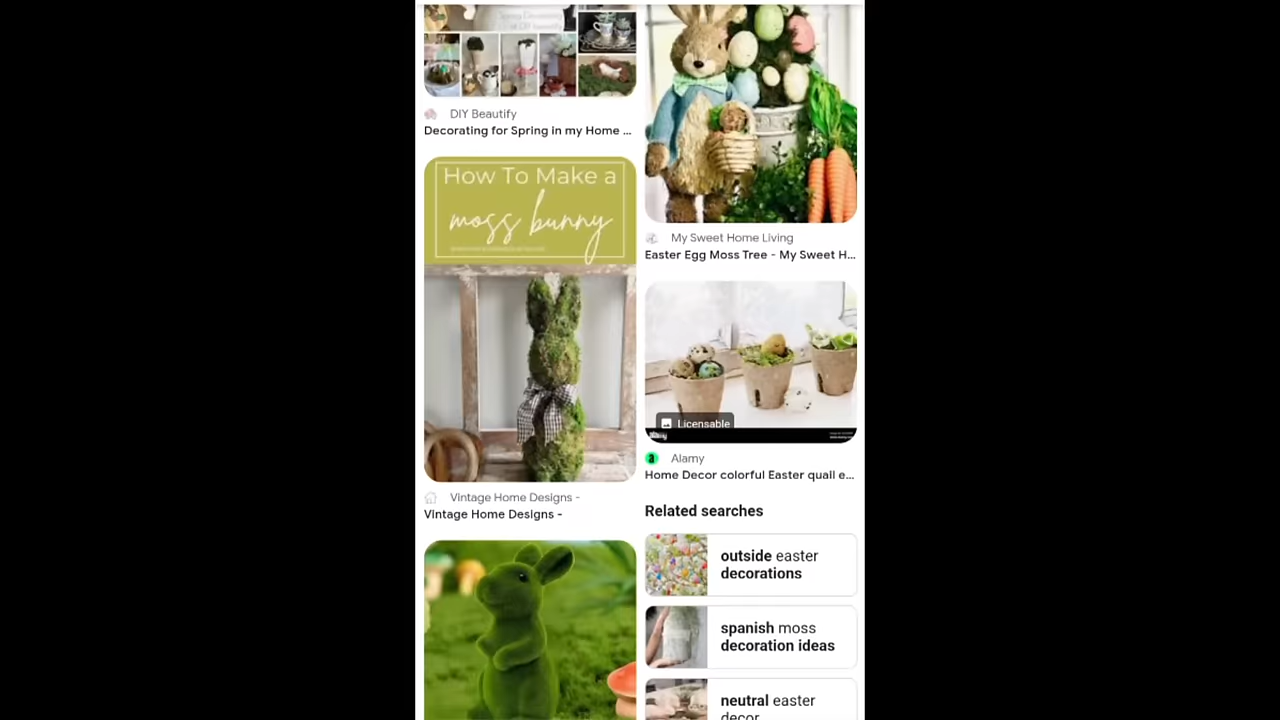 DIY Beautify
Decorating for Spring in my Home ...
How To Make a
moss bunny
Vintage Home Designs -
Vintage Home Designs -
My Sweet Home Living
Easter Egg Moss Tree - My Sweet H...
Licensable
a
Alamy
Home Decor colorful Easter quail e...
Related searches
outside easter
decorations
spanish moss
decoration ideas
neutral easter
decor